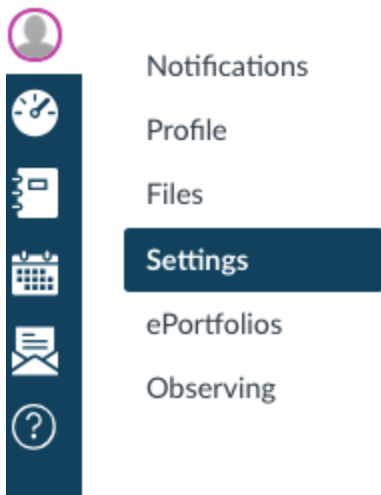 Notifications
Profile
Files
Settings
ePortfolios
Observing
?